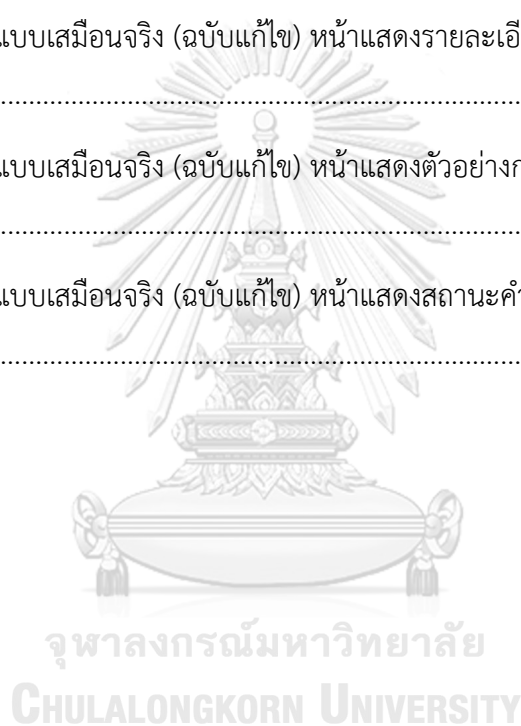 แบบเสมือนจริง (ฉบับแก้ไข) หน้าแสดงรายละเอี
........................................................................................
แบบเสมือนจริง (ฉบับแก้ไข) หน้าแสดงตัวอย่างก
........................................................................................
แบบเสมือนจริง (ฉบับแก้ไข) หน้าแสดงสถานะคำ
........................................................................................
จุฬาลงกรณ์มหาวิทยาลัย
CHULALONGKORN UNIVERSITY